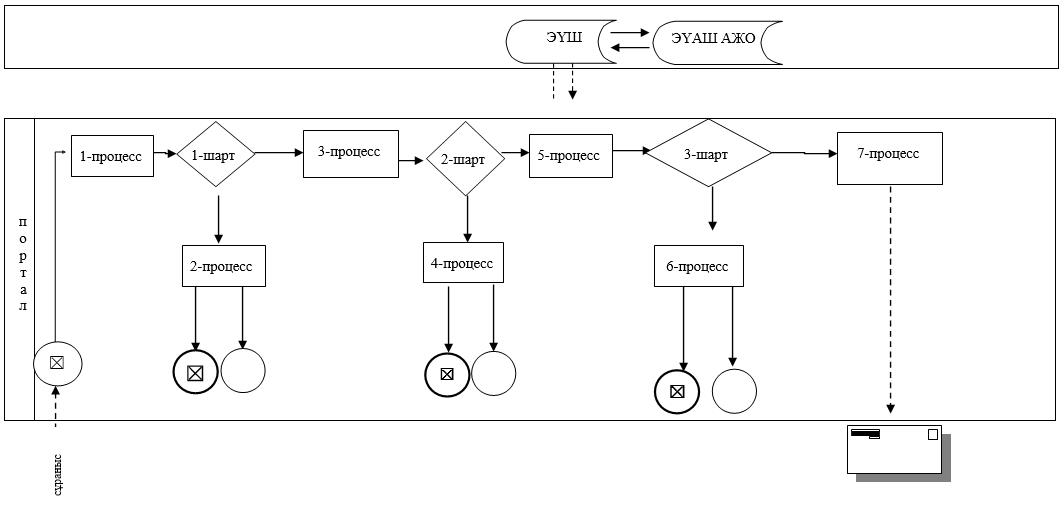 ЭҮШ
ЭҮАШ АЖО
1-процесс
1-шарт
3-процесс
2-шарт
5-процесс
3-шарт
7-процесс
портал
2-процесс
4-процесс
6-процесс
сұраныс